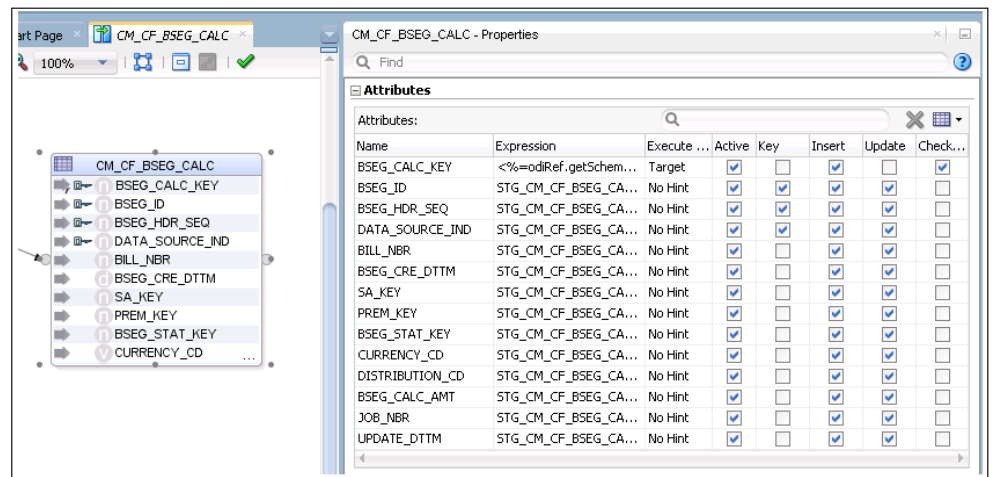 art Page
CM_CF_BSEG_CALC
100%
CM_CF_BSEG_CALC
BSEG_CALC_KEY
n BSEG_ID
n BSEG_HDR_SEQ
n DATA_SOURCE_IND
n BILL_NBR
d BSEG_CRE_DTTM
n SA_KEY
n PREM_KEY
n BSEG_STAT_KEY
v CURRENCY_CD ...
CM_CF_BSEG_CALC - Properties
Find
?
Attributes
Attributes:
Name Expression Execute ... Active Key Insert Update Check...
BSEG_CALC_KEY <%=odiRef.getSchem... Target
BSEG_ID STG_CM_CF_BSEG_CA... No Hint
BSEG_HDR_SEQ STG_CM_CF_BSEG_CA... No Hint
DATA_SOURCE_IND STG_CM_CF_BSEG_CA... No Hint
BILL_NBR STG_CM_CF_BSEG_CA... No Hint
BSEG_CRE_DTTM STG_CM_CF_BSEG_CA... No Hint
SA_KEY STG_CM_CF_BSEG_CA... No Hint
PREM_KEY STG_CM_CF_BSEG_CA... No Hint
BSEG_STAT_KEY STG_CM_CF_BSEG_CA... No Hint
CURRENCY_CD STG_CM_CF_BSEG_CA... No Hint
DISTRIBUTION_CD STG_CM_CF_BSEG_CA... No Hint
BSEG_CALC_AMT STG_CM_CF_BSEG_CA... No Hint
JOB_NBR STG_CM_CF_BSEG_CA... No Hint
UPDATE_DTTM STG_CM_CF_BSEG_CA... No Hint